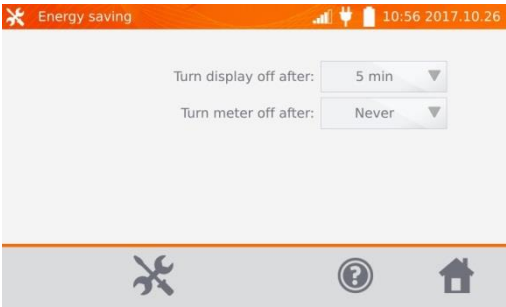 Energy saving 10:56 2017.10.26
Turn display off after: 5 min
Turn meter off after: Never
?